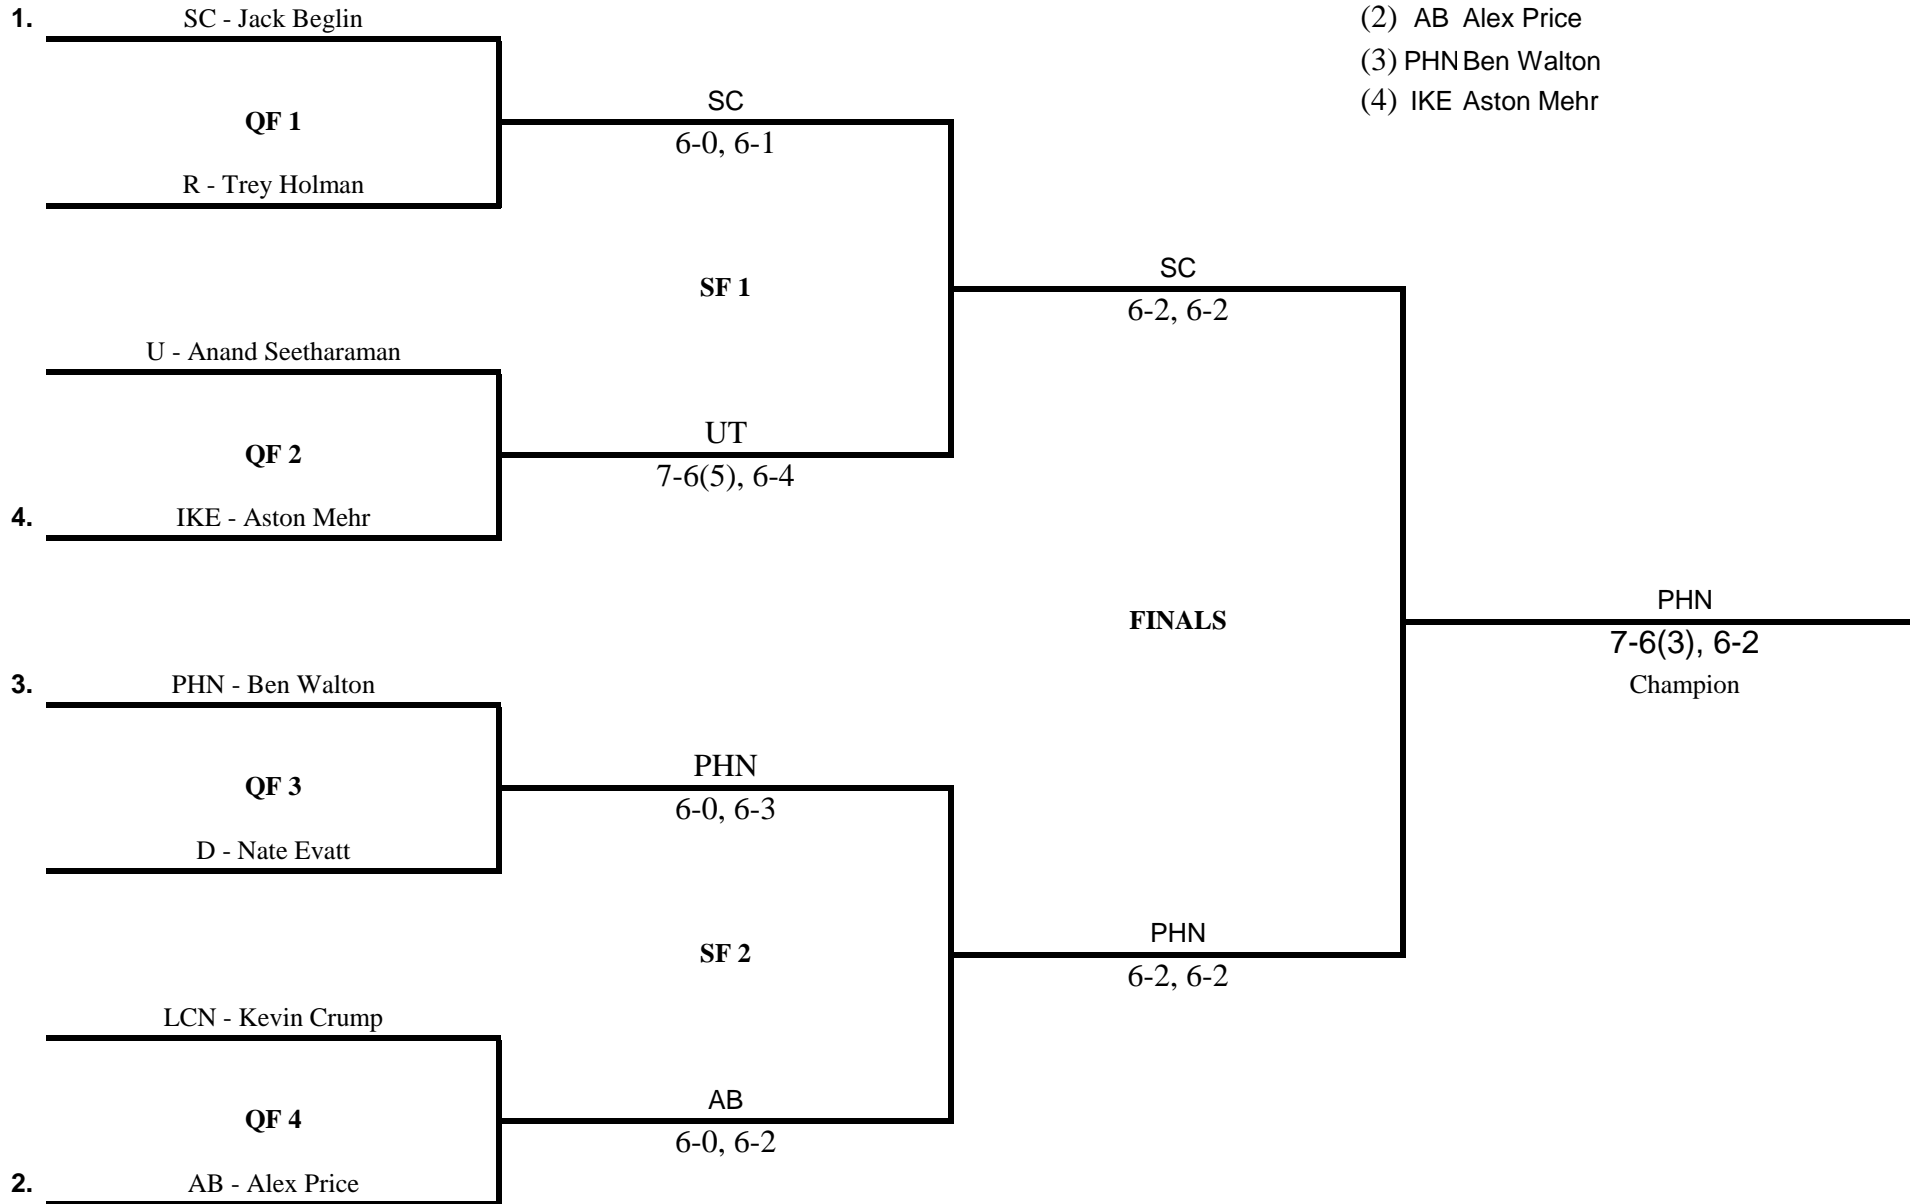 1. SC - Jack Beglin
(2) AB Alex Price
(3) PHN Ben Walton
(4) IKE Aston Mehr
SC
QF 1
6-0, 6-1
R - Trey Holman
SC
SF 1
6-2, 6-2
U - Anand Seetharaman
UT
QF 2
7-6(5), 6-4
4. IKE - Aston Mehr
PHN
FINALS
7-6(3), 6-2
Champion
3. PHN - Ben Walton
PHN
QF 3
6-0, 6-3
D - Nate Evatt
PHN
SF 2
6-2, 6-2
LCN - Kevin Crump
AB
QF 4
6-0, 6-2
2. AB - Alex Price